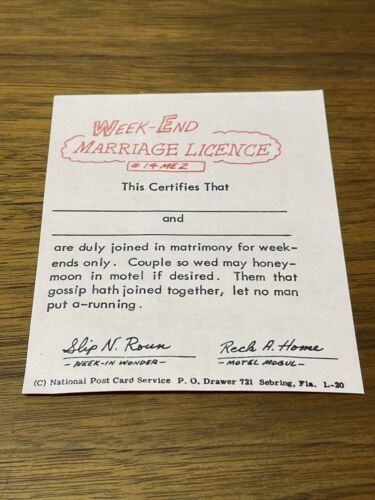 WEEK-END
MARRIAGE LICENCE
#14ME2
This Certifies That
and
are duly joined in matrimony for week-
ends only. Couple so wed may honey-
moon in motel if desired. Them that
gossip hath joined together, let no man
put a-running.
Slip N. Roun Reck A. Home
- WEEK-IN WONDER - - MOTEL MOGUL -
(C) National Post Card Service P. O. Drawer 721 Sebring, Fla. L-20